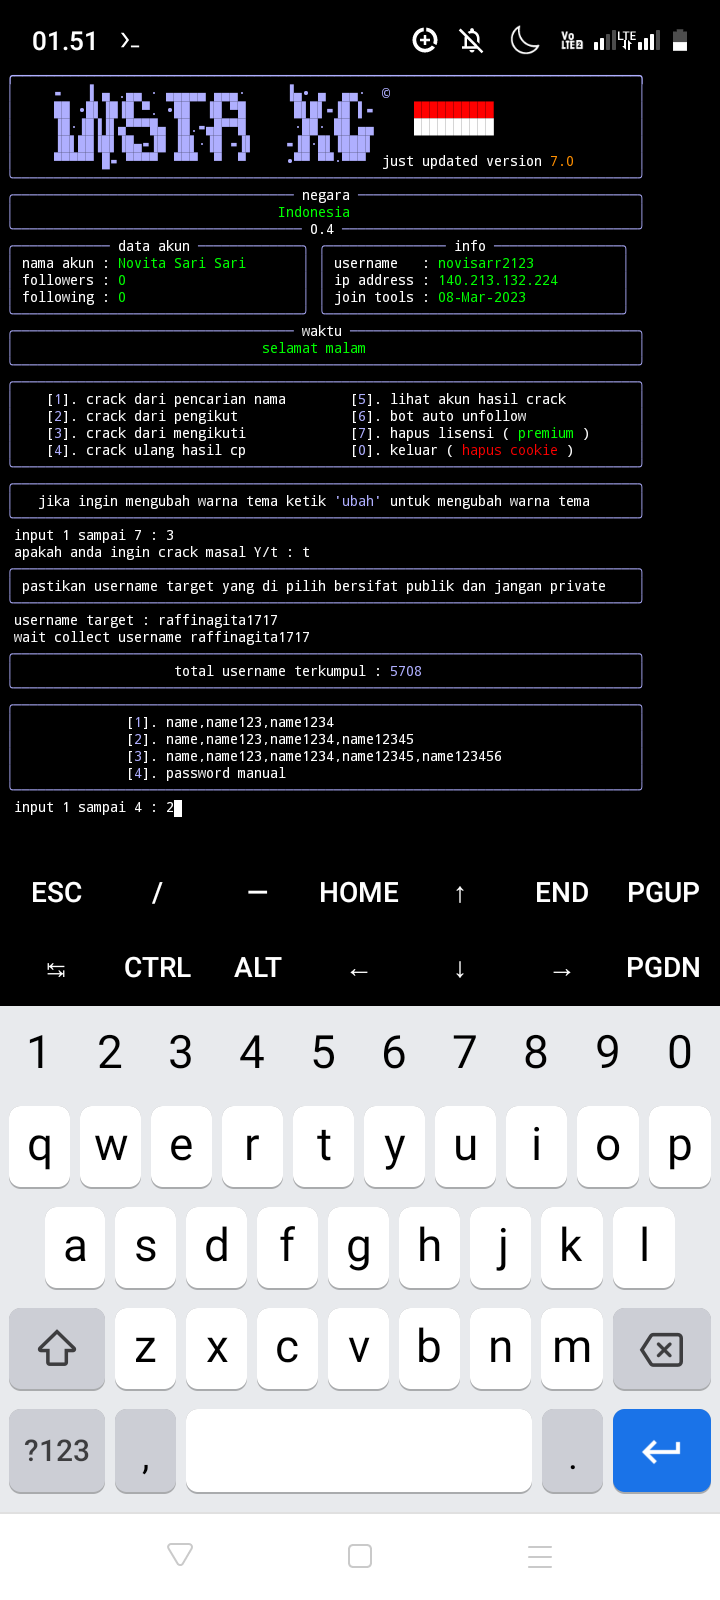 01.51
Vo LTE 2 LTE
©
just updated version 7.0
negara
Indonesia
0.4
data akun
info
nama akun : Novita Sari Sari
username : novisarr2123
followers : 0
ip address : 140.213.132.224
following : 0
join tools : 08-Mar-2023
waktu
selamat malam
[1]. crack dari pencarian nama
[5]. lihat akun hasil crack
[2]. crack dari pengikut
[6]. bot auto unfollow
[3]. crack dari mengikuti
[7]. hapus lisensi ( premium )
[4]. crack ulang hasil cp
[0]. keluar ( hapus cookie )
jika ingin mengubah warna tema ketik 'ubah' untuk mengubah warna tema
input 1 sampai 7 : 3
apakah anda ingin crack masal Y/t : t
pastikan username target yang di pilih bersifat publik dan jangan private
username target : raffinagita1717
wait collect username raffinagita1717
total username terkumpul : 5708
[1]. name,name123,name1234
[2]. name,name123,name1234,name12345
[3]. name,name123,name1234,name12345,name123456
[4]. password manual
input 1 sampai 4 : 2
ESC / — HOME ↑ END PGUP
↹ CTRL ALT ← ↓ → PGDN
1 2 3 4 5 6 7 8 9 0
q w e r t y u i o p
a s d f g h j k l
z x c v b n m
?123 , .